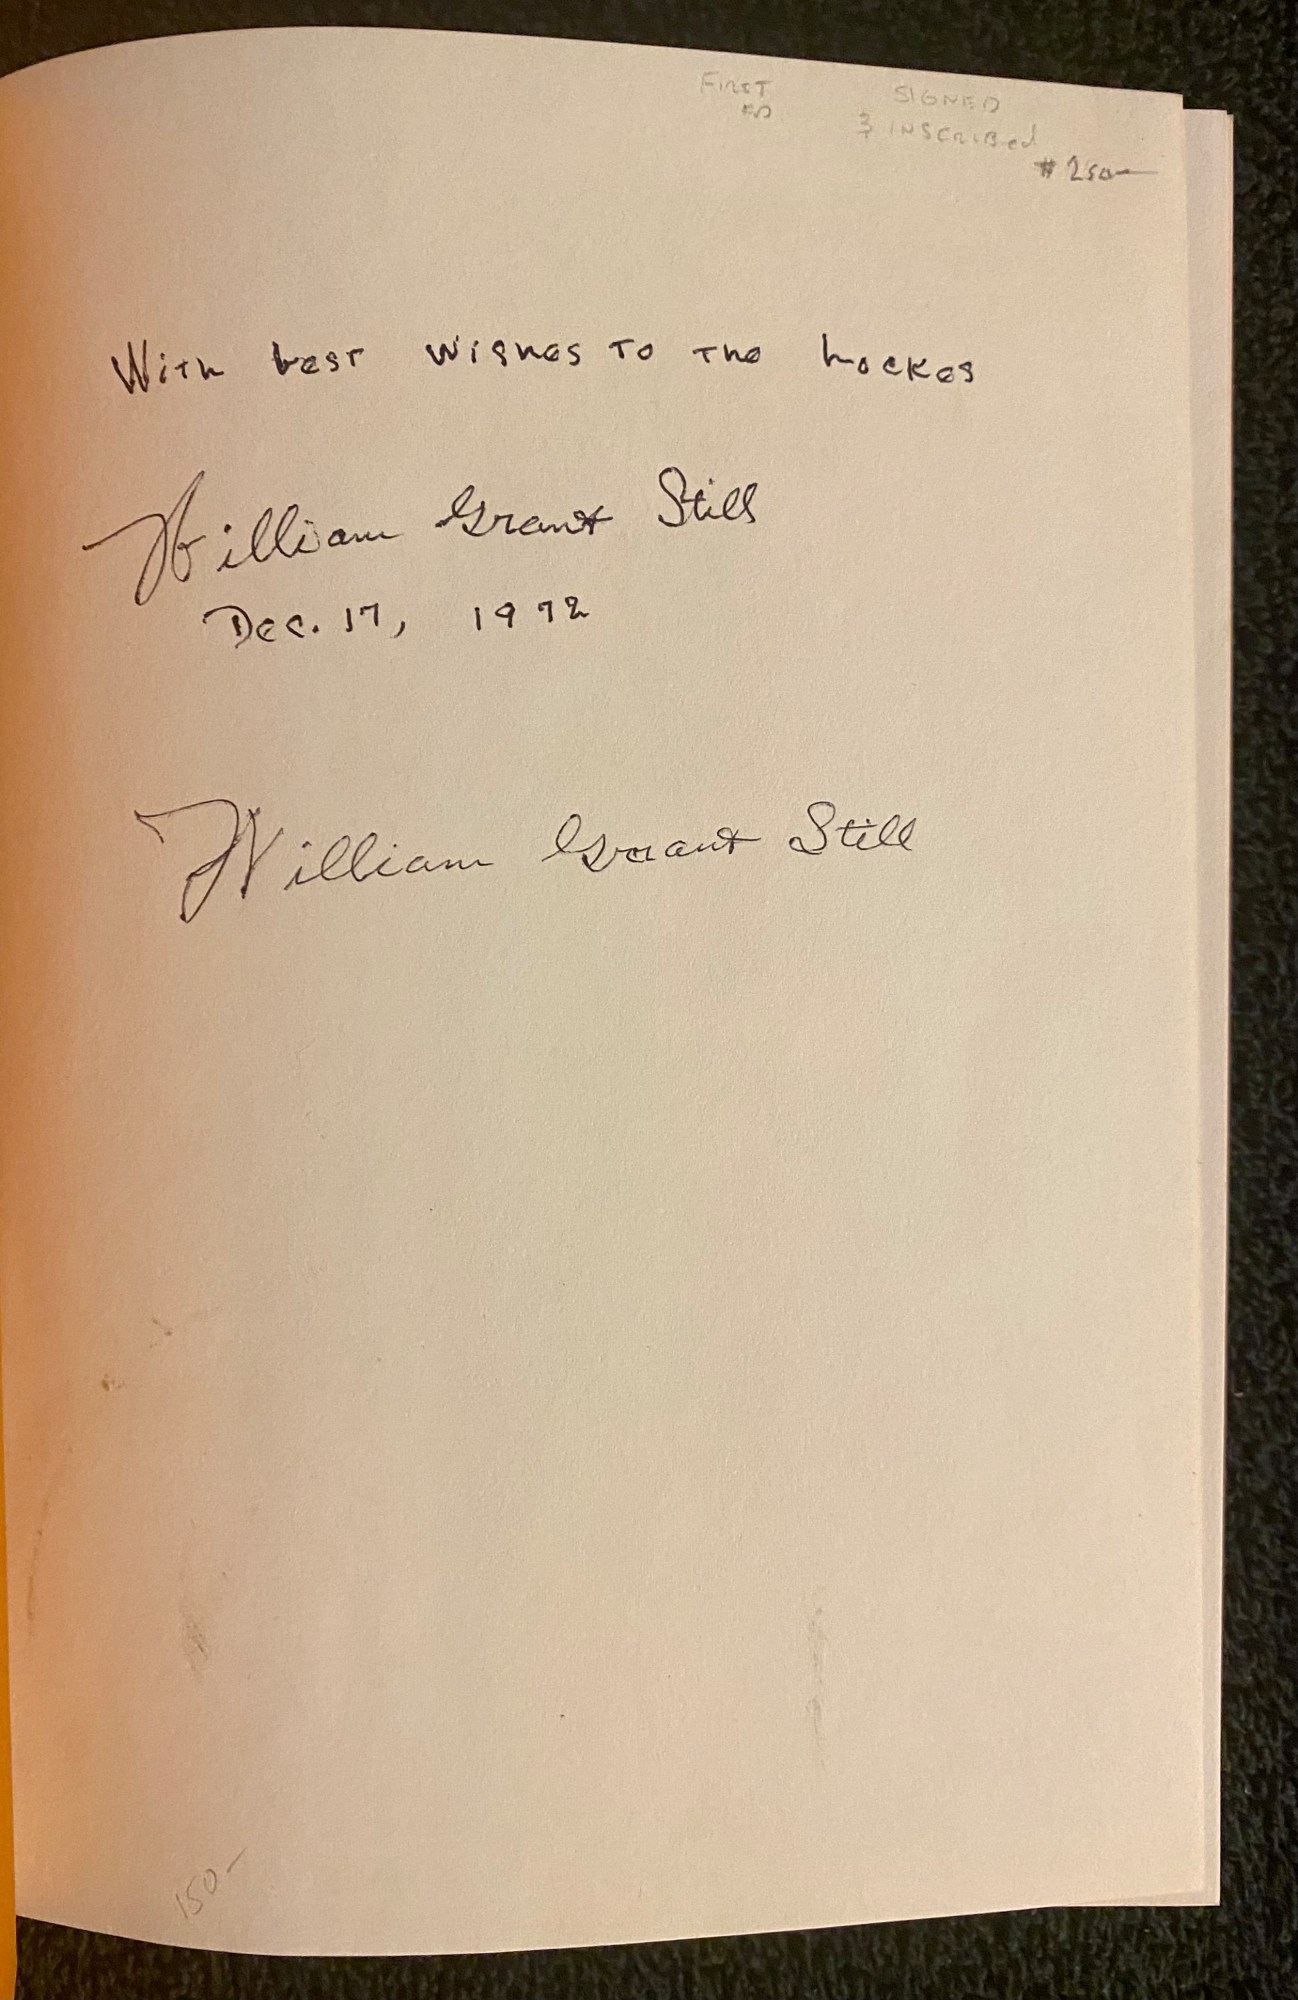 FIRST SIGNED
ED & INSCRIBed
#250—
With best wishes to the Lockes
William Grant Still
Dec. 17, 1972
William Grant Still
150-